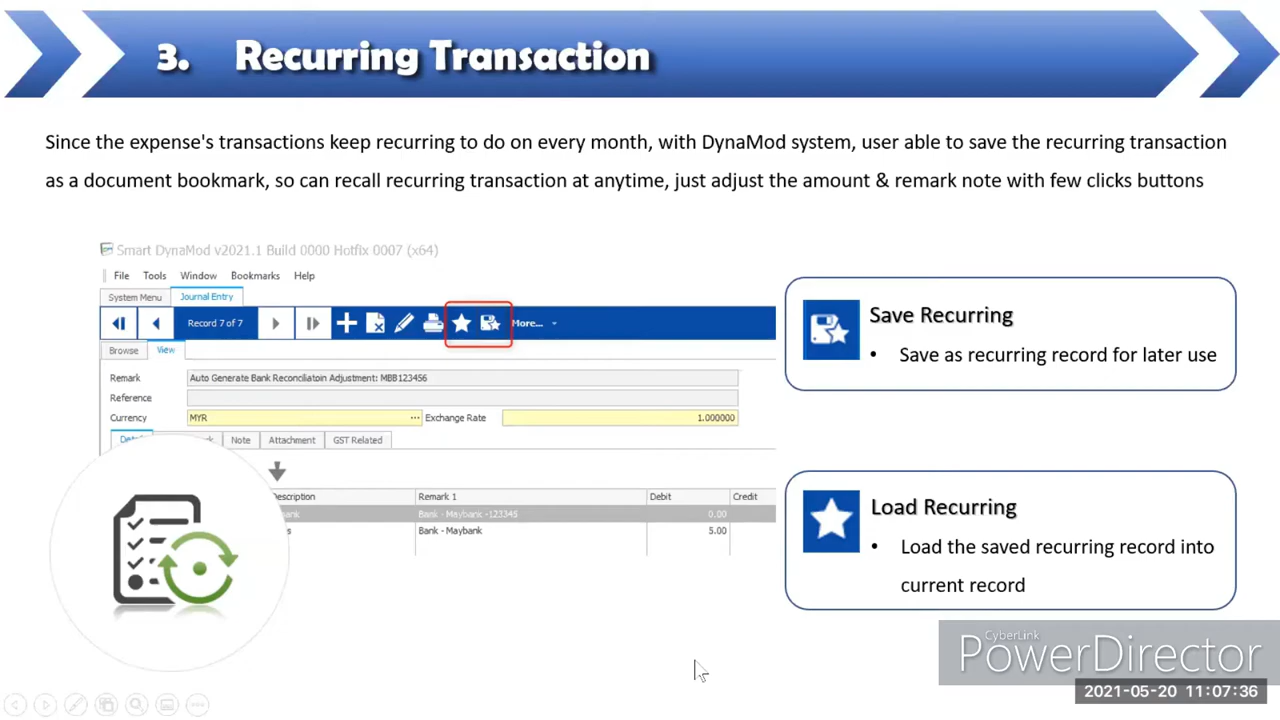 3. Recurring Transaction
Since the expense's transactions keep recurring to do on every month, with DynaMod system, user able to save the recurring transaction
as a document bookmark, so can recall recurring transaction at anytime, just adjust the amount & remark note with few clicks buttons
Smart DynaMod v2021.1 Build 0000 Hotfix 0007 (x64)
File Tools Window Bookmarks Help
System Menu Journal Entry
Record 7 of 7 More...
Browse View
Remark Auto Generate Bank Reconciliatoin Adjustment: MBB123456
Reference
Currency MYR ... Exchange Rate 1.000000
Note Attachment GST Related
Description Remark 1 Debit Credit
Bank - Maybank -123345 0.00
Bank - Maybank 5.00
Save Recurring
• Save as recurring record for later use
Load Recurring
• Load the saved recurring record into
current record
CyberLink
PowerDirector
2021-05-20 11:07:36